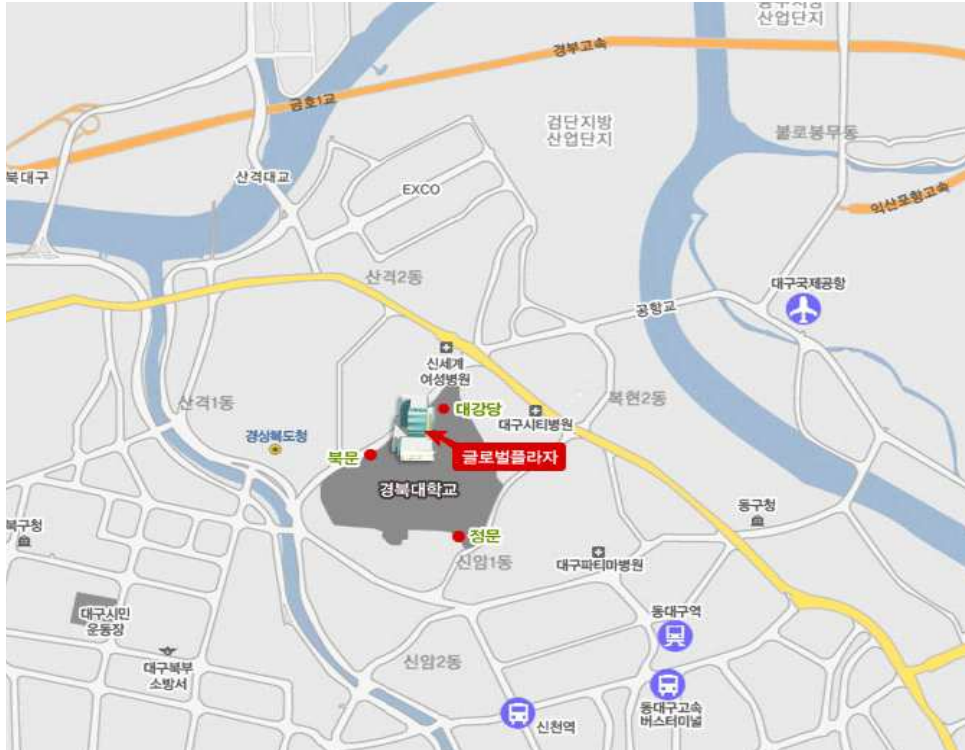 산업단지
경부고속
금호1교
검단지방
산업단지
불로봉무동
북대구
산격대교
EXCO
익산포항고속
산격2동
대구국제공항
공항교
신세계
여성병원
산격1동
대강당
복현2동
대구시티병원
경상북도청
북문
글로벌플라자
경북대학교
동구청
북구청
정문
신암1동
대구파티마병원
대구시민
운동장
동대구역
대구북부
소방서
신암2동
동대구고속
버스터미널
신천역